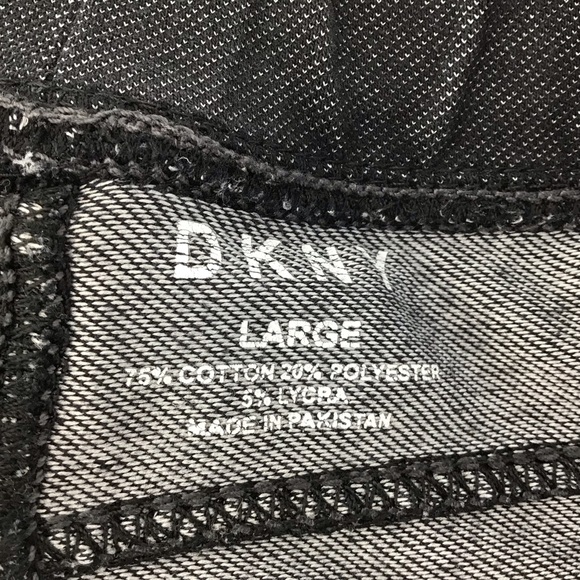 DKNY
LARGE
75% COTTON 20% POLYESTER
5% LYCRA
MADE IN PAKISTAN